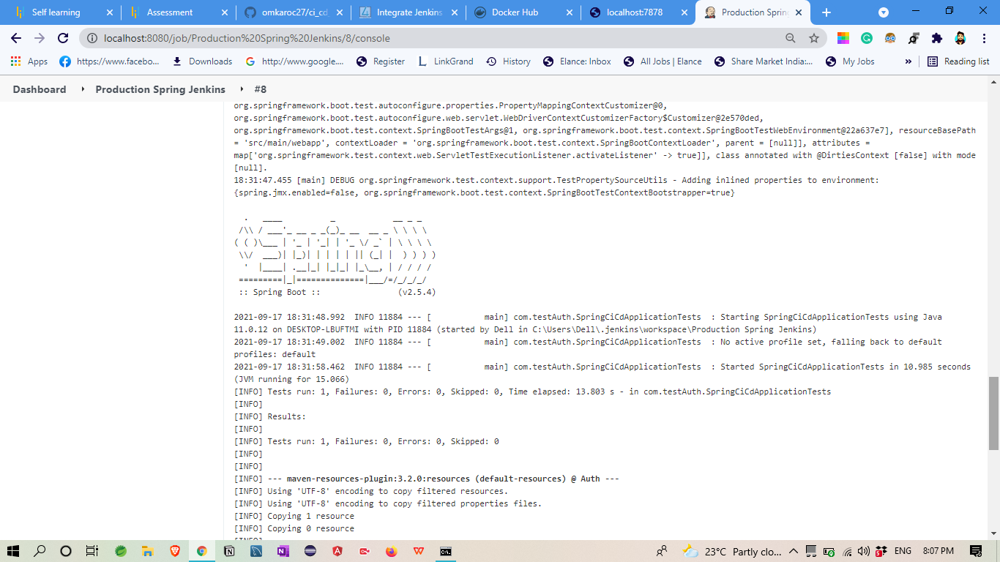 Self learning
Assessment
omkaroc27/ci_cd_
Integrate Jenkins
Docker Hub
localhost:7878
Production Spring
localhost:8080/job/Production%20Spring%20Jenkins/8/console
Apps
https://www.facebo...
Downloads
http://www.google....
Register
LinkGrand
History
Elance: Inbox
All Jobs | Elance
Share Market India:...
My Jobs
»
Reading list
Dashboard
Production Spring Jenkins
#8
org.springframework.boot.test.autoconfigure.properties.PropertyMappingContextCustomizer@0,
org.springframework.boot.test.autoconfigure.web.servlet.WebDriverContextCustomizerFactory$Customizer@2e570ded,
org.springframework.boot.test.context.SpringBootTestArgs@1, org.springframework.boot.test.context.SpringBootTestWebEnvironment@22a637e7], resourceBasePath
= 'src/main/webapp', contextLoader = 'org.springframework.boot.test.context.SpringBootContextLoader', parent = [null]], attributes =
map['org.springframework.test.context.web.ServletTestExecutionListener.activateListener' -> true]], class annotated with @DirtiesContext [false] with mode
[null].
18:31:47.455 [main] DEBUG org.springframework.test.context.support.TestPropertySourceUtils - Adding inlined properties to environment:
{spring.jmx.enabled=false, org.springframework.boot.test.context.SpringBootTestContextBootstrapper=true}
  .   ____          _            __ _ _
 /\\ / ___'_ __ _ _(_)_ __  __ _ \ \ \ \
( ( )\___ | '_ | '_| | '_ \/ _` | \ \ \ \
 \\/  ___)| |_)| | | | | || (_| |  ) ) ) )
  '  |____| .__|_| |_|_| |_\__, | / / / /
 =========|_|==============|___/=/_/_/_/
 :: Spring Boot ::                (v2.5.4)
2021-09-17 18:31:48.992  INFO 11884 --- [           main] com.testAuth.SpringCiCdApplicationTests  : Starting SpringCiCdApplicationTests using Java
11.0.12 on DESKTOP-LBUFTMI with PID 11884 (started by Dell in C:\Users\Dell\.jenkins\workspace\Production Spring Jenkins)
2021-09-17 18:31:49.002  INFO 11884 --- [           main] com.testAuth.SpringCiCdApplicationTests  : No active profile set, falling back to default
profiles: default
2021-09-17 18:31:58.462  INFO 11884 --- [           main] com.testAuth.SpringCiCdApplicationTests  : Started SpringCiCdApplicationTests in 10.985 seconds
(JVM running for 15.066)
[INFO] Tests run: 1, Failures: 0, Errors: 0, Skipped: 0, Time elapsed: 13.803 s - in com.testAuth.SpringCiCdApplicationTests
[INFO]
[INFO] Results:
[INFO]
[INFO] Tests run: 1, Failures: 0, Errors: 0, Skipped: 0
[INFO]
[INFO]
[INFO] --- maven-resources-plugin:3.2.0:resources (default-resources) @ Auth ---
[INFO] Using 'UTF-8' encoding to copy filtered resources.
[INFO] Using 'UTF-8' encoding to copy filtered properties files.
[INFO] Copying 1 resource
[INFO] Copying 0 resource
[INFO]
23°C Partly clo...
ENG
8:07 PM